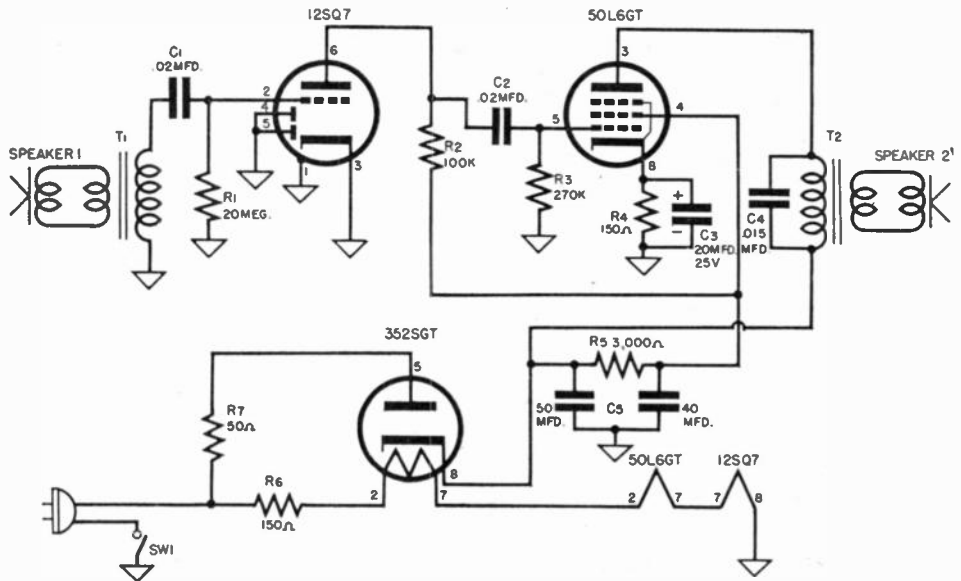 12SQ7
50L6GT
C1
.02MFD.
6
3
2
4
5
1
3
C2
.02MFD.
5
4
8
T1
SPEAKER 1
R1
20MEG.
R2
100K
R3
270K
R4
150Ω
+
−
C3
20MFD.
25V
C4
.015
MFD
T2
SPEAKER 2'
352SGT
5
R5 3,000Ω
50
MFD.
C5
40
MFD.
R7
50Ω
8
2
7
R6
150Ω
50L6GT
12SQ7
2
7
7
8
SW1